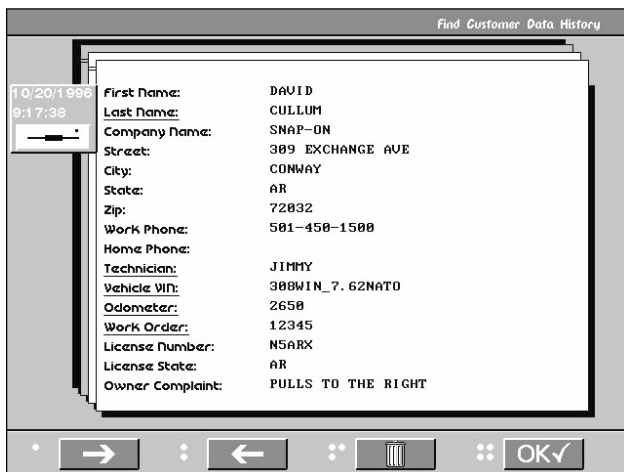 Find Customer Data History
10/20/1996
9:17:38
First Name: DAVID
Last Name: CULLUM
Company Name: SNAP-ON
Street: 309 EXCHANGE AVE
City: CONWAY
State: AR
Zip: 72032
Work Phone: 501-450-1500
Home Phone:
Technician: JIMMY
Vehicle VIN: 308WIN_7.62NATO
Odometer: 2650
Work Order: 12345
License Number: N5ARX
License State: AR
Owner Complaint: PULLS TO THE RIGHT
OK✓